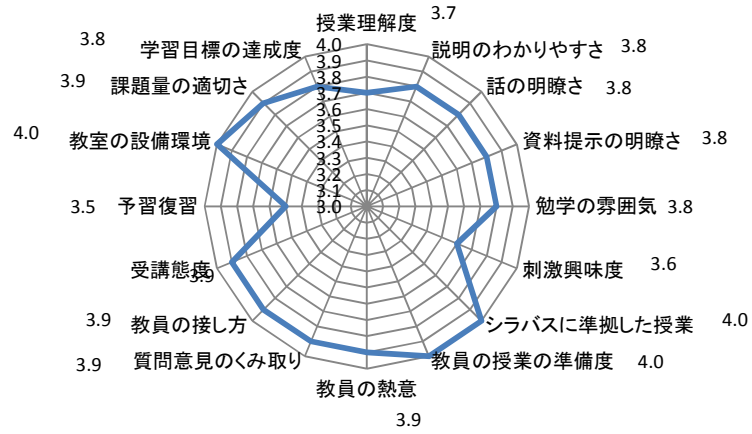 授業理解度 3.7
説明のわかりやすさ 3.8
話の明瞭さ 3.8
資料提示の明瞭さ 3.8
勉学の雰囲気 3.8
刺激興味度 3.6
シラバスに準拠した授業 4.0
教員の授業の準備度 4.0
教員の熱意 3.9
質問意見のくみ取り 3.9
教員の接し方 3.9
受講態度 3.9
予習復習 3.5
教室の設備環境 4.0
課題量の適切さ 3.9
学習目標の達成度 3.8
4.0
3.9
3.8
3.7
3.6
3.5
3.4
3.3
3.2
3.1
3.0